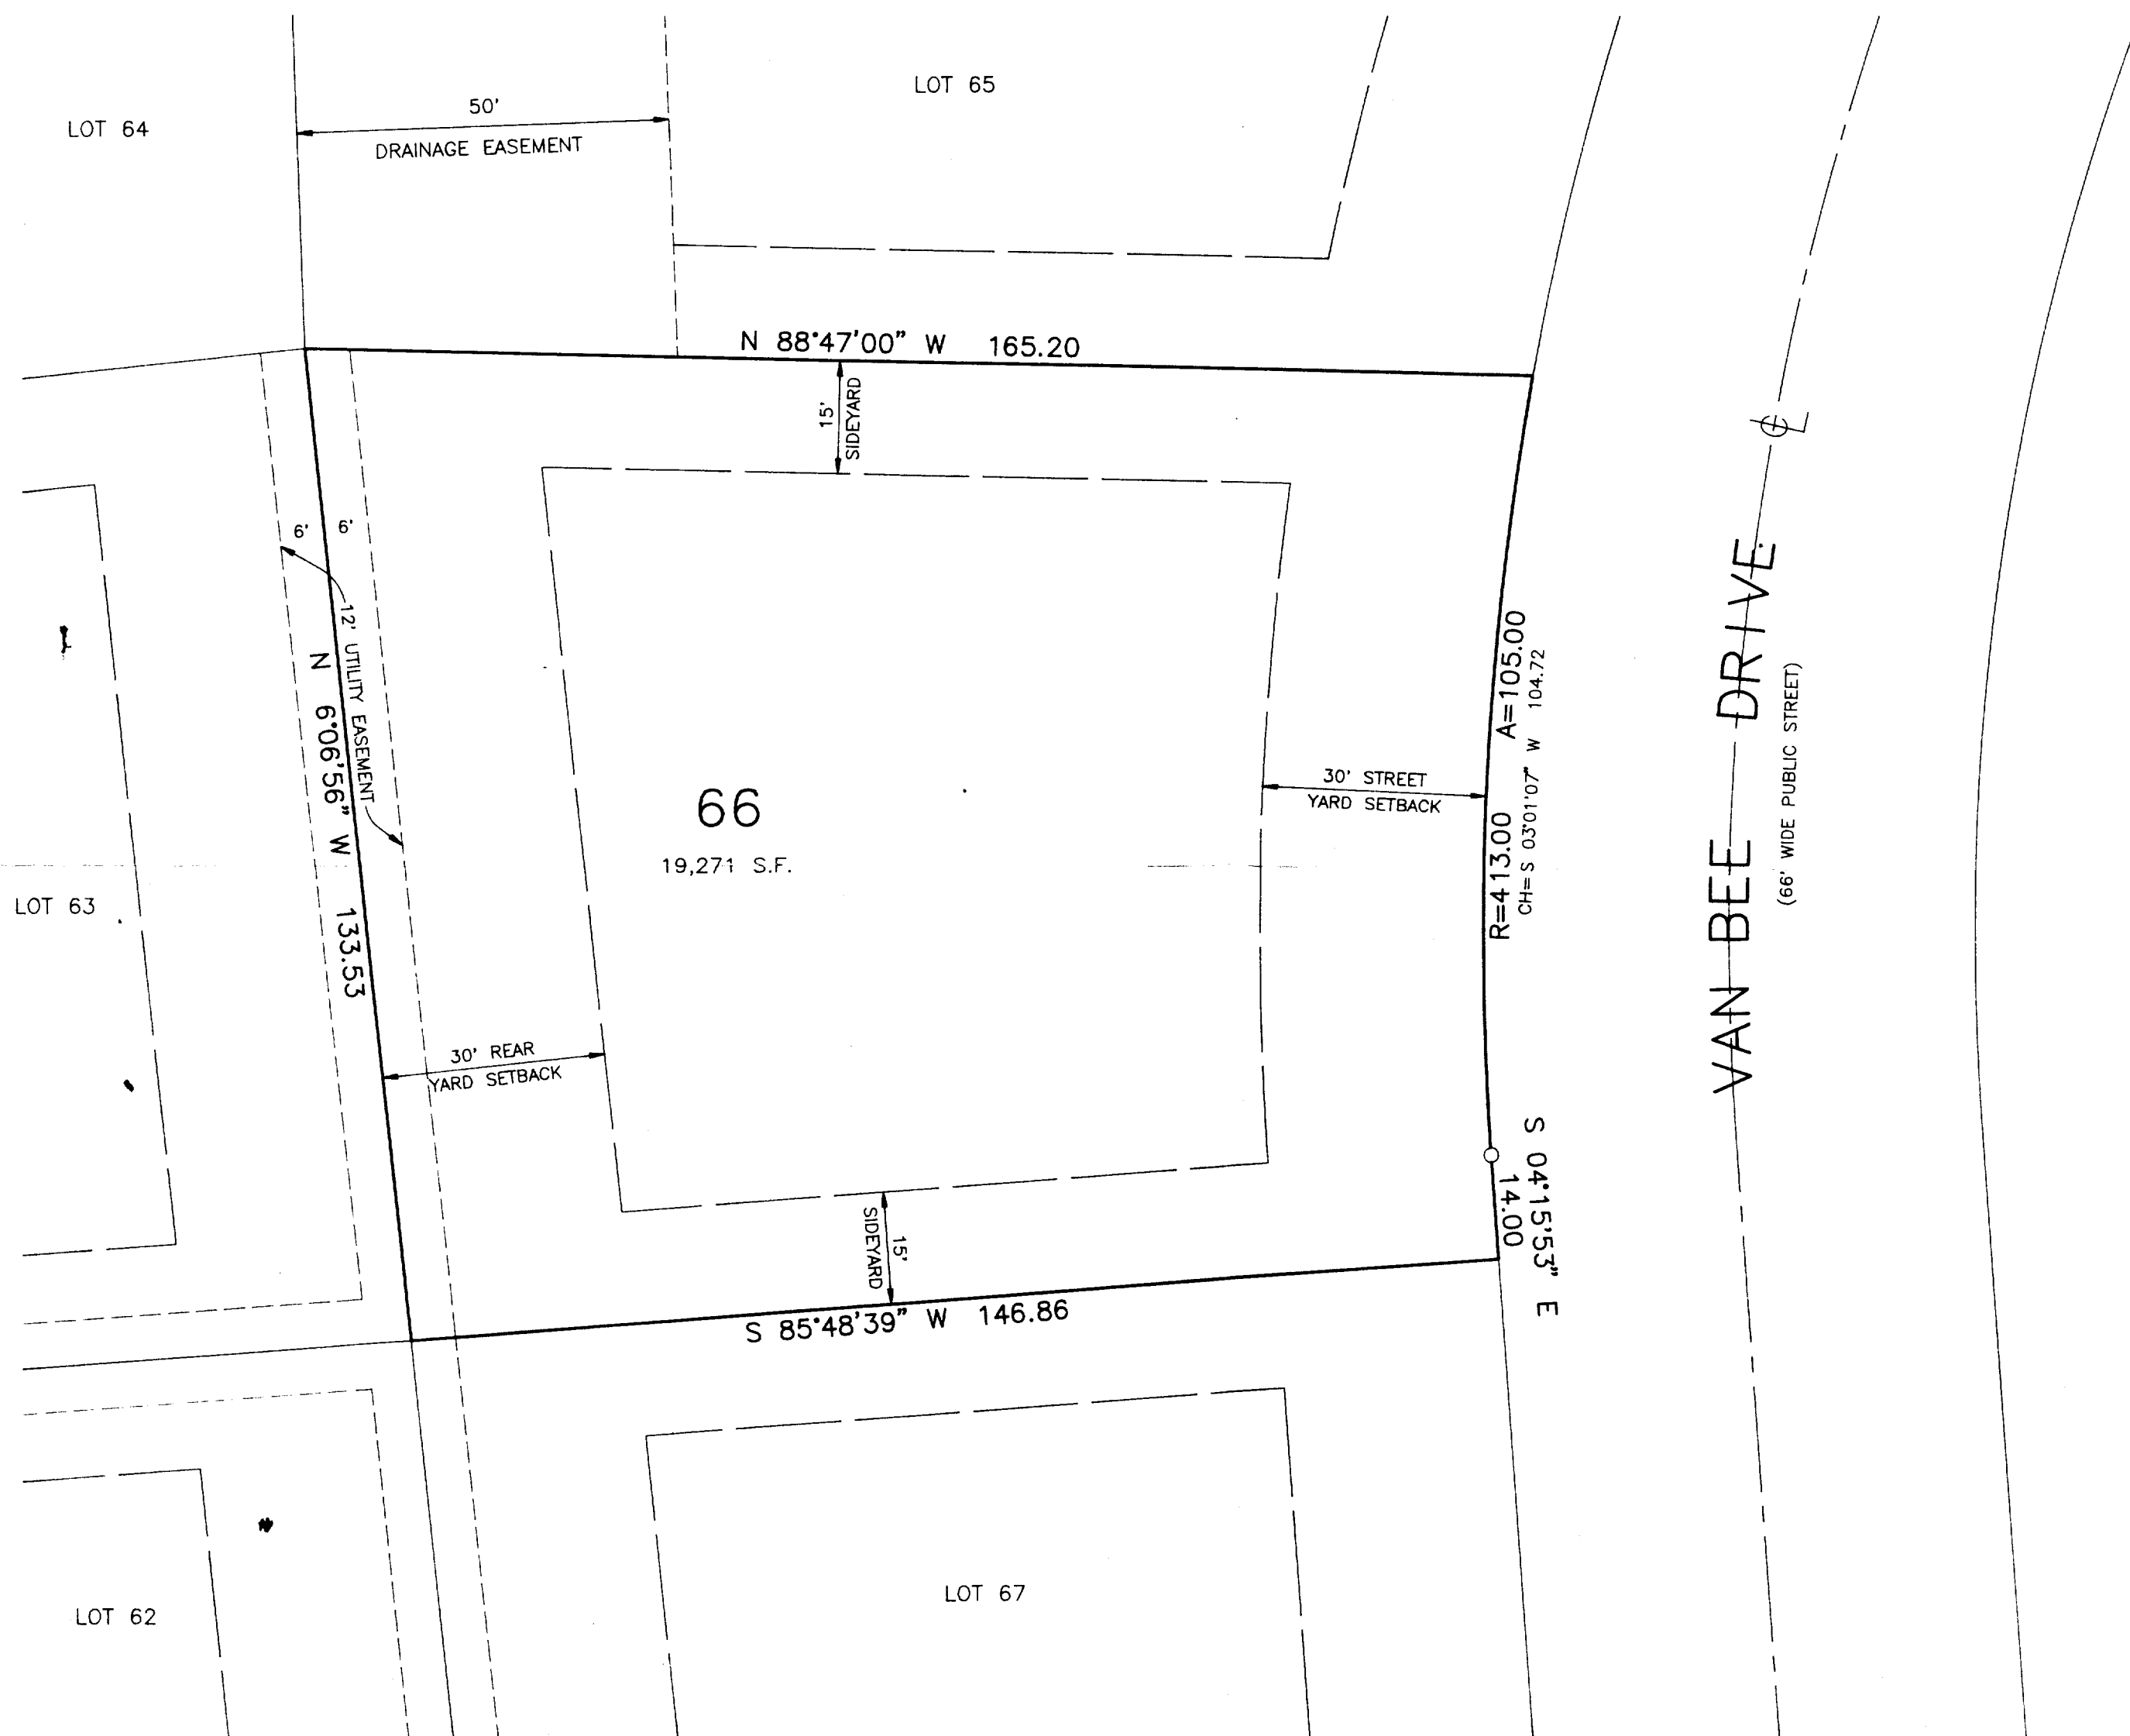 LOT 65
50'
LOT 64
DRAINAGE EASEMENT
N 88°47'00" W 165.20
15'
SIDEYARD
6'
6'
12' UTILITY EASEMENT
N 6°06'56" W 133.53
66
19,271 S.F.
LOT 63
30' STREET
YARD SETBACK
R=413.00 A=105.00
CH= S 03°01'07" W 104.72
VAN BEE DRIVE
(66' WIDE PUBLIC STREET)
30' REAR
YARD SETBACK
S 04°15'53" E
14.00
15'
SIDEYARD
S 85°48'39" W 146.86
LOT 67
LOT 62